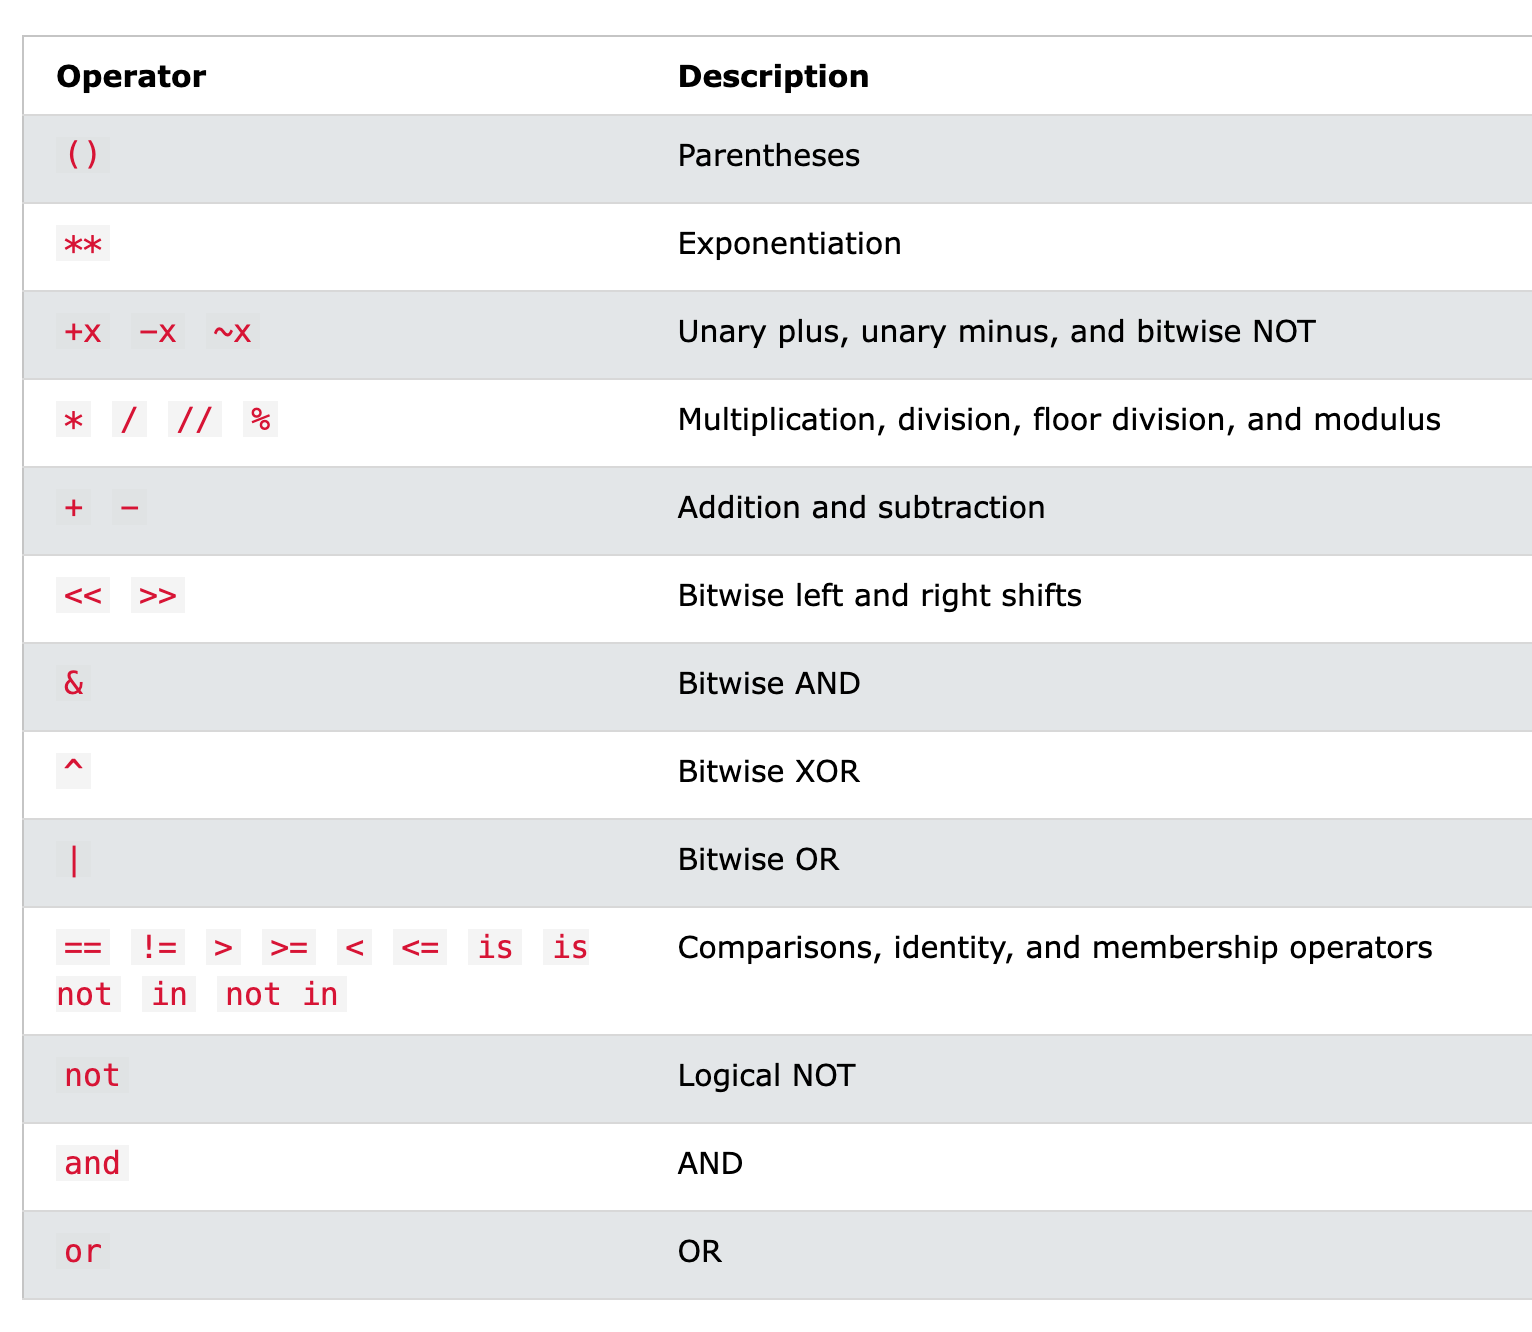 Operator Description
() Parentheses
** Exponentiation
+x -x ~x Unary plus, unary minus, and bitwise NOT
* / // % Multiplication, division, floor division, and modulus
+ - Addition and subtraction
<< >> Bitwise left and right shifts
& Bitwise AND
^ Bitwise XOR
| Bitwise OR
== != > >= < <= is is Comparisons, identity, and membership operators
not in not in
not Logical NOT
and AND
or OR